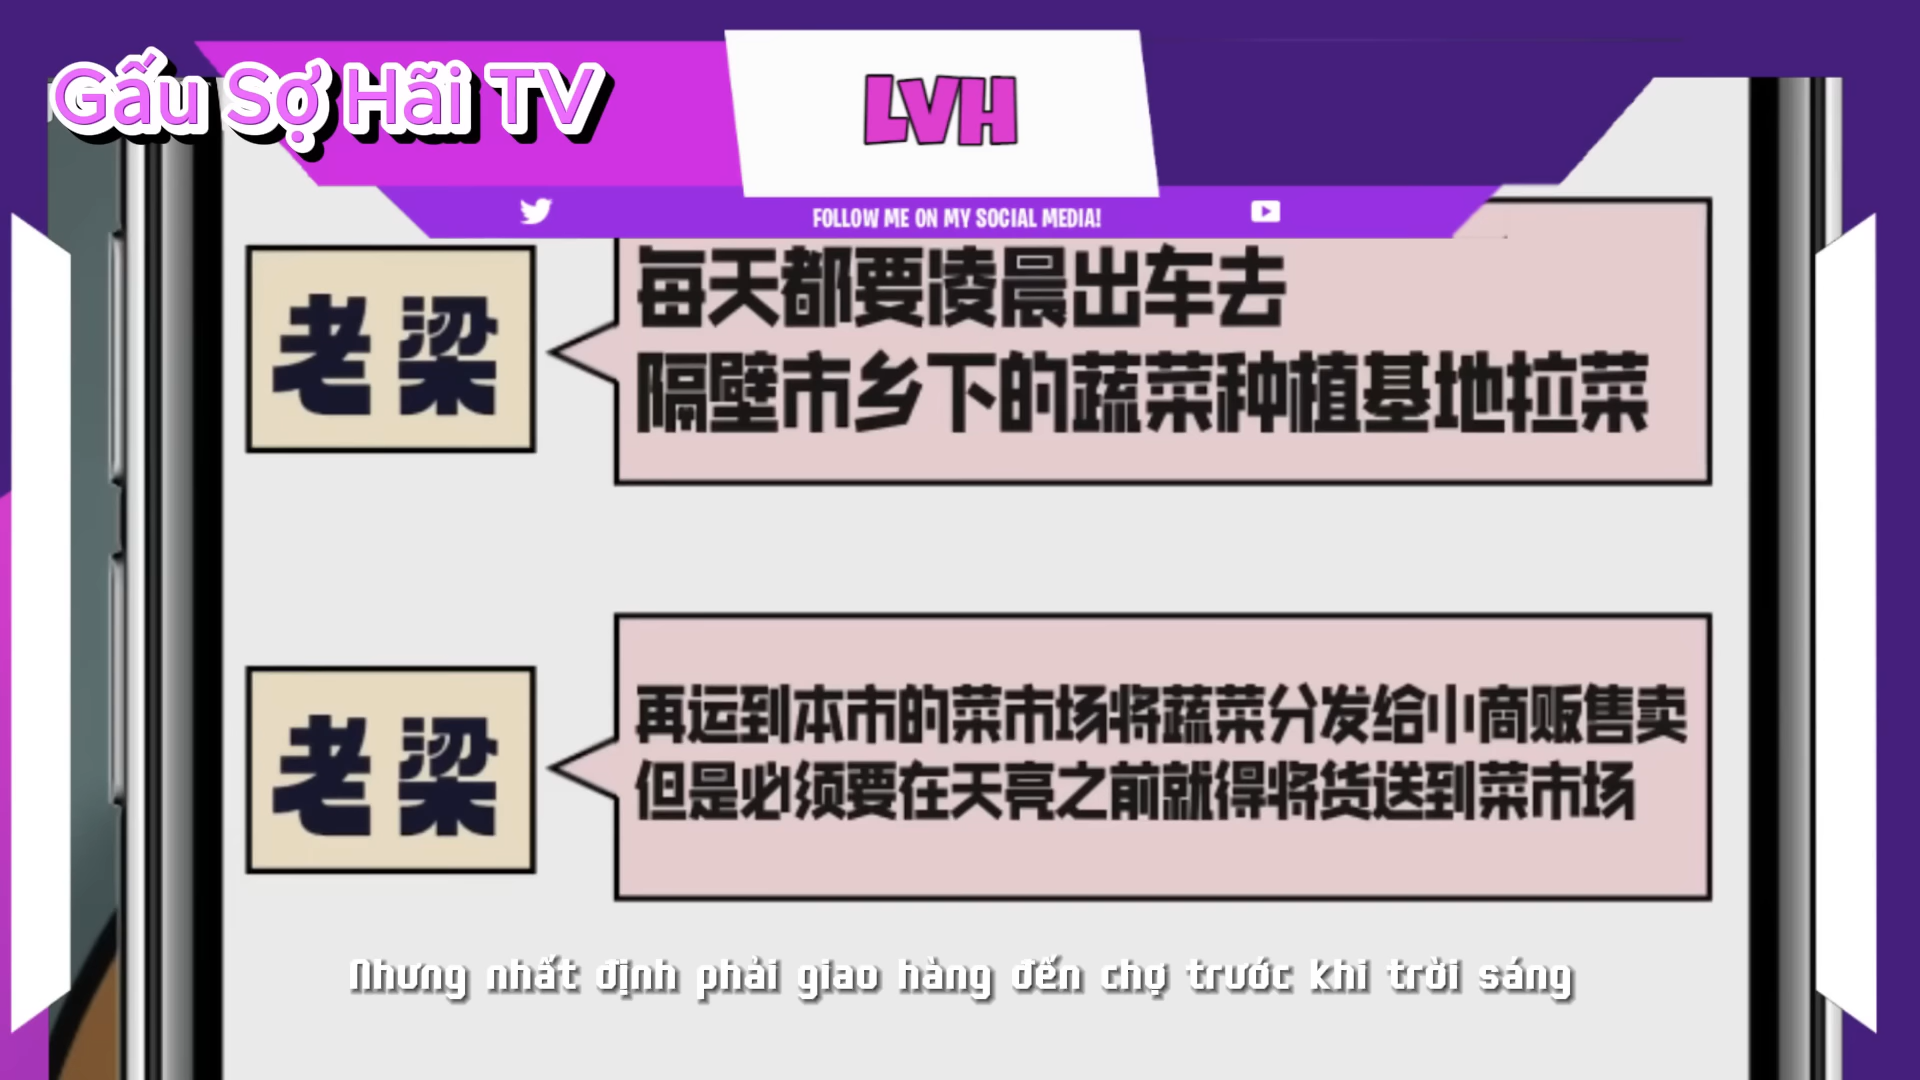 Gấu Sợ Hãi TV
LVH
FOLLOW ME ON MY SOCIAL MEDIA!
老梁
每天都要凌晨出车去
隔壁市乡下的蔬菜种植基地拉菜
老梁
再运到本市的菜市场将蔬菜分发给小商贩售卖
但是必须要在天亮之前就得将货送到菜市场
Nhưng nhất định phải giao hàng đến chợ trước khi trời sáng